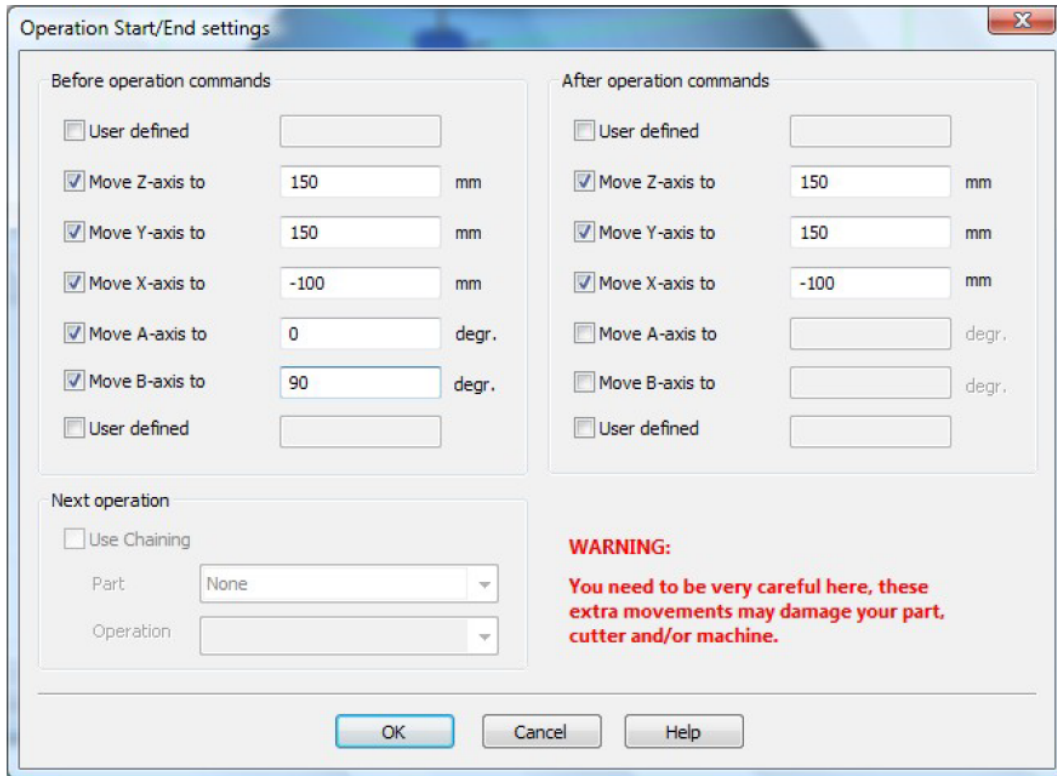 Operation Start/End settings
Before operation commands
User defined
Move Z-axis to 150 mm
Move Y-axis to 150 mm
Move X-axis to -100 mm
Move A-axis to 0 degr.
Move B-axis to 90 degr.
User defined
After operation commands
User defined
Move Z-axis to 150 mm
Move Y-axis to 150 mm
Move X-axis to -100 mm
Move A-axis to degr.
Move B-axis to degr.
User defined
Next operation
Use Chaining
Part None
Operation
WARNING:
You need to be very careful here, these
extra movements may damage your part,
cutter and/or machine.
OK Cancel Help